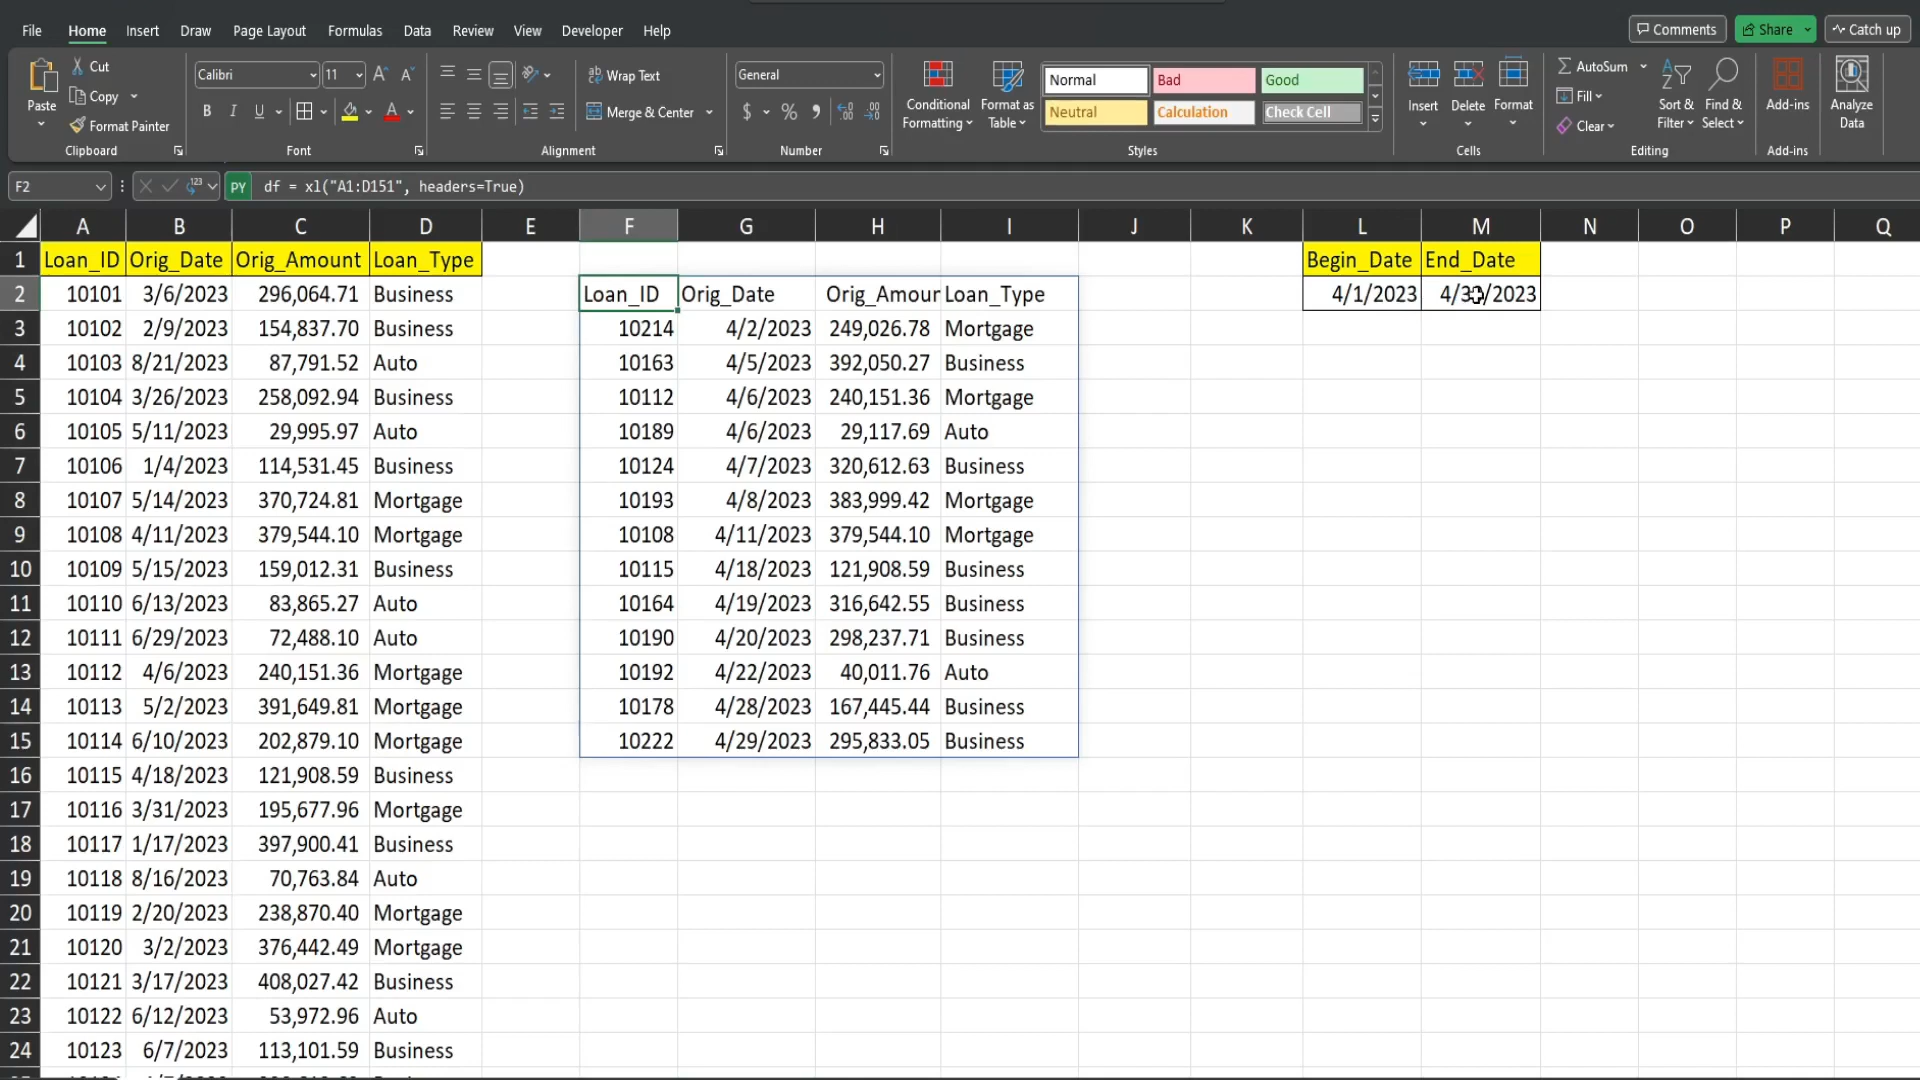 File Home Insert Draw Page Layout Formulas Data Review View Developer Help Comments Share Catch up
Paste Cut Copy Format Painter Clipboard
Calibri 11 A A B I U A Font
Wrap Text Merge & Center Alignment
General $ % Number
Conditional Formatting Format as Table
Normal Bad Good
Neutral Calculation Check Cell
Styles
Insert Delete Format Cells
AutoSum Fill Clear Sort & Filter Find & Select Editing
Add-ins Add-ins
Analyze Data
F2 123 PY df = xl("A1:D151", headers=True)
A B C D E F G H I J K L M N O P Q
1 Loan_ID Orig_Date Orig_Amount Loan_Type Begin_Date End_Date
2 10101 3/6/2023 296,064.71 Business Loan_ID Orig_Date Orig_Amour Loan_Type 4/1/2023
3 10102 2/9/2023 154,837.70 Business 10214 4/2/2023 249,026.78 Mortgage
4 10103 8/21/2023 87,791.52 Auto 10163 4/5/2023 392,050.27 Business
5 10104 3/26/2023 258,092.94 Business 10112 4/6/2023 240,151.36 Mortgage
6 10105 5/11/2023 29,995.97 Auto 10189 4/6/2023 29,117.69 Auto
7 10106 1/4/2023 114,531.45 Business 10124 4/7/2023 320,612.63 Business
8 10107 5/14/2023 370,724.81 Mortgage 10193 4/8/2023 383,999.42 Mortgage
9 10108 4/11/2023 379,544.10 Mortgage 10108 4/11/2023 379,544.10 Mortgage
10 10109 5/15/2023 159,012.31 Business 10115 4/18/2023 121,908.59 Business
11 10110 6/13/2023 83,865.27 Auto 10164 4/19/2023 316,642.55 Business
12 10111 6/29/2023 72,488.10 Auto 10190 4/20/2023 298,237.71 Business
13 10112 4/6/2023 240,151.36 Mortgage 10192 4/22/2023 40,011.76 Auto
14 10113 5/2/2023 391,649.81 Mortgage 10178 4/28/2023 167,445.44 Business
15 10114 6/10/2023 202,879.10 Mortgage 10222 4/29/2023 295,833.05 Business
16 10115 4/18/2023 121,908.59 Business
17 10116 3/31/2023 195,677.96 Mortgage
18 10117 1/17/2023 397,900.41 Business
19 10118 8/16/2023 70,763.84 Auto
20 10119 2/20/2023 238,870.40 Mortgage
21 10120 3/2/2023 376,442.49 Mortgage
22 10121 3/17/2023 408,027.42 Business
23 10122 6/12/2023 53,972.96 Auto
24 10123 6/7/2023 113,101.59 Business